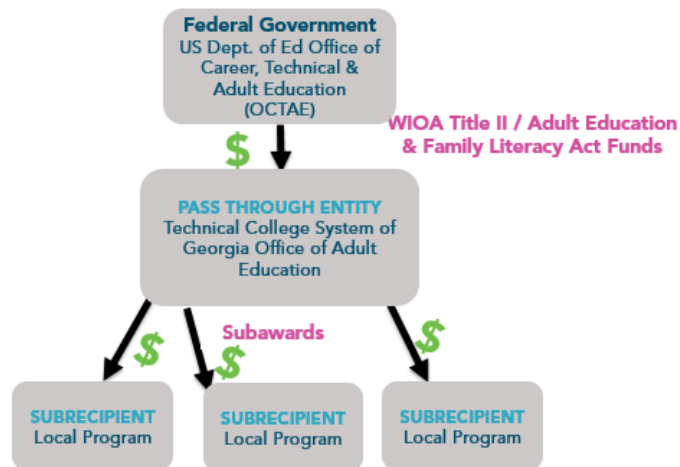 Federal Government
US Dept. of Ed Office of
Career, Technical &
Adult Education
(OCTAE)
WIOA Title II / Adult Education
& Family Literacy Act Funds
$
PASS THROUGH ENTITY
Technical College System of
Georgia Office of Adult
Education
Subawards
$
$
$
SUBRECIPIENT
Local Program
SUBRECIPIENT
Local Program
SUBRECIPIENT
Local Program